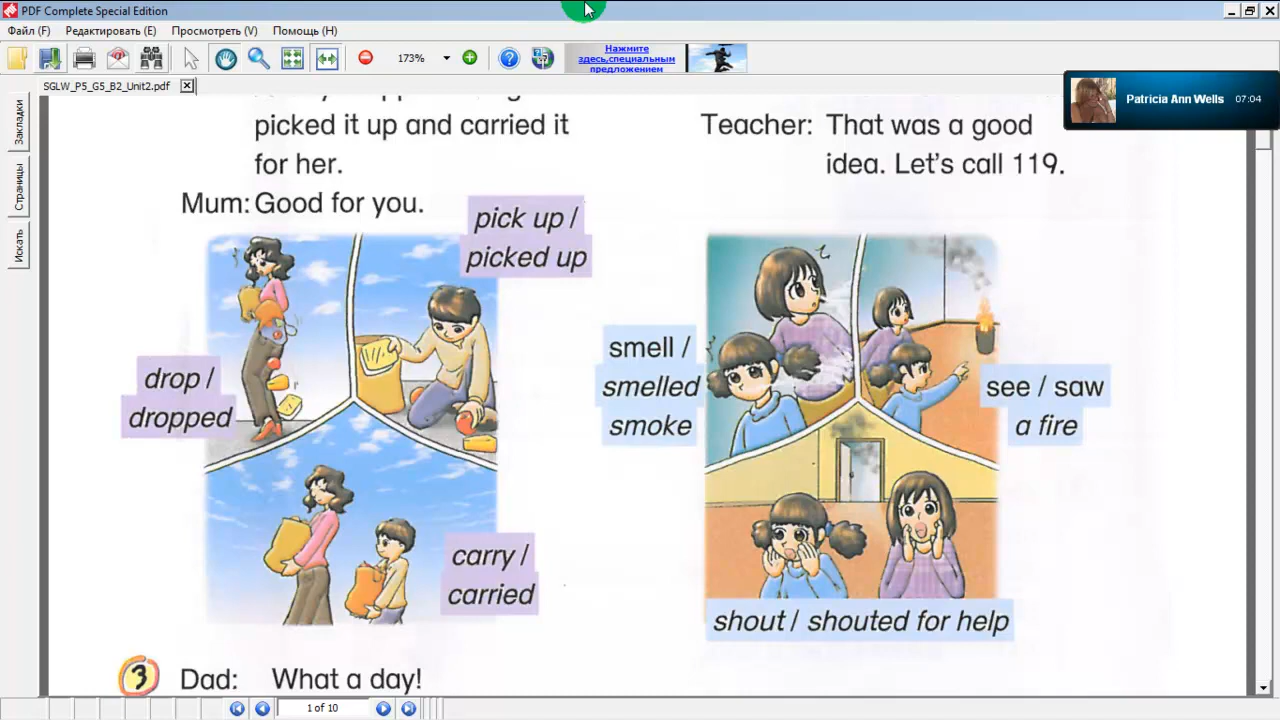 PDF Complete Special Edition
Файл (F)
Редактировать (E)
Просмотреть (V)
Помощь (H)
173%
Нажмите
здесь,специальным
предложением
SGLW_P5_G5_B2_Unit2.pdf
Patricia Ann Wells
07:04
Закладки
Страницы
Искать
picked it up and carried it
for her.
Mum: Good for you.
pick up /
picked up
drop /
dropped
carry /
carried
3 Dad: What a day!
Teacher: That was a good
idea. Let's call 119.
smell /
smelled
smoke
see / saw
a fire
shout / shouted for help
1 of 10